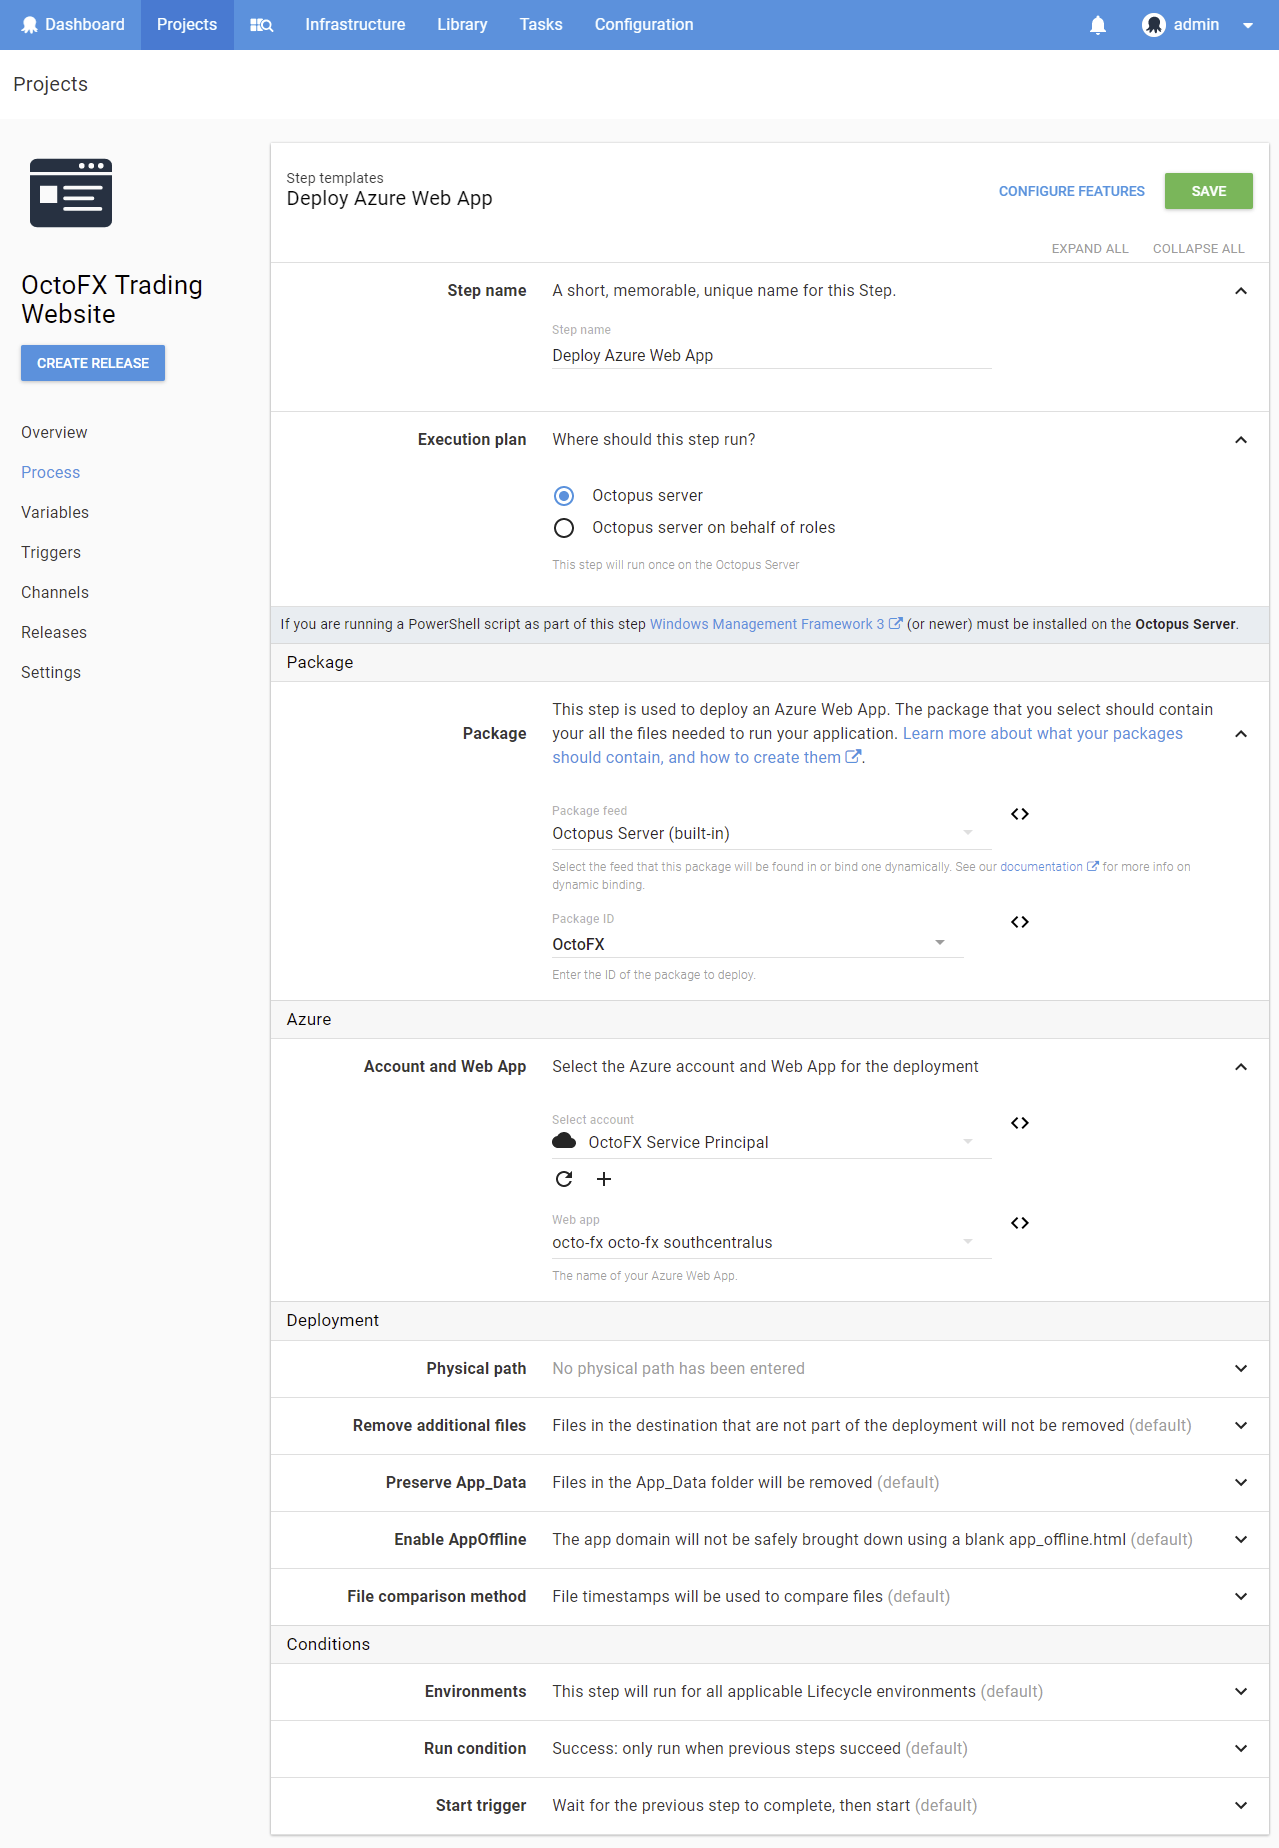 Dashboard
Projects
Infrastructure
Library
Tasks
Configuration
admin
Projects
OctoFX Trading
Website
CREATE RELEASE
Overview
Process
Variables
Triggers
Channels
Releases
Settings
Step templates
Deploy Azure Web App
CONFIGURE FEATURES
SAVE
EXPAND ALL
COLLAPSE ALL
Step name
A short, memorable, unique name for this Step.
Step name
Deploy Azure Web App
Execution plan
Where should this step run?
Octopus server
Octopus server on behalf of roles
This step will run once on the Octopus Server
If you are running a PowerShell script as part of this step Windows Management Framework 3 (or newer) must be installed on the Octopus Server.
Package
Package
This step is used to deploy an Azure Web App. The package that you select should contain
your all the files needed to run your application. Learn more about what your packages
should contain, and how to create them.
Package feed
Octopus Server (built-in)
Select the feed that this package will be found in or bind one dynamically. See our documentation for more info on
dynamic binding.
Package ID
OctoFX
Enter the ID of the package to deploy.
Azure
Account and Web App
Select the Azure account and Web App for the deployment
Select account
OctoFX Service Principal
Web app
octo-fx octo-fx southcentralus
The name of your Azure Web App.
Deployment
Physical path
No physical path has been entered
Remove additional files
Files in the destination that are not part of the deployment will not be removed (default)
Preserve App_Data
Files in the App_Data folder will be removed (default)
Enable AppOffline
The app domain will not be safely brought down using a blank app_offline.html (default)
File comparison method
File timestamps will be used to compare files (default)
Conditions
Environments
This step will run for all applicable Lifecycle environments (default)
Run condition
Success: only run when previous steps succeed (default)
Start trigger
Wait for the previous step to complete, then start (default)